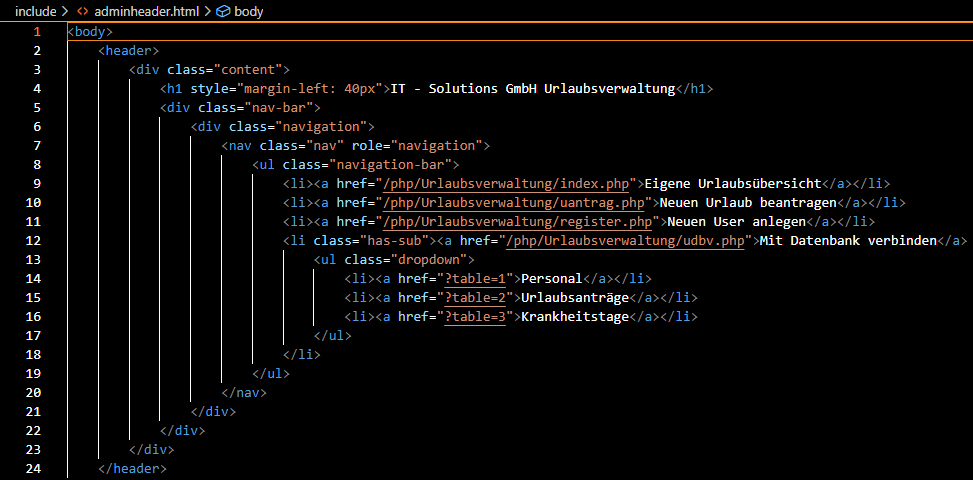 include > adminheader.html > body
1 <body>
2     <header>
3         <div class="content">
4             <h1 style="margin-left: 40px">IT - Solutions GmbH Urlaubsverwaltung</h1>
5             <div class="nav-bar">
6                 <div class="navigation">
7                     <nav class="nav" role="navigation">
8                         <ul class="navigation-bar">
9                             <li><a href="/php/Urlaubsverwaltung/index.php">Eigene Urlaubsübersicht</a></li>
10                             <li><a href="/php/Urlaubsverwaltung/uantrag.php">Neuen Urlaub beantragen</a></li>
11                             <li><a href="/php/Urlaubsverwaltung/register.php">Neuen User anlegen</a></li>
12                             <li class="has-sub"><a href="/php/Urlaubsverwaltung/udbv.php">Mit Datenbank verbinden</a>
13                                 <ul class="dropdown">
14                                     <li><a href="?table=1">Personal</a></li>
15                                     <li><a href="?table=2">Urlaubsanträge</a></li>
16                                     <li><a href="?table=3">Krankheitstage</a></li>
17                                 </ul>
18                             </li>
19                         </ul>
20                     </nav>
21                 </div>
22             </div>
23         </div>
24     </header>